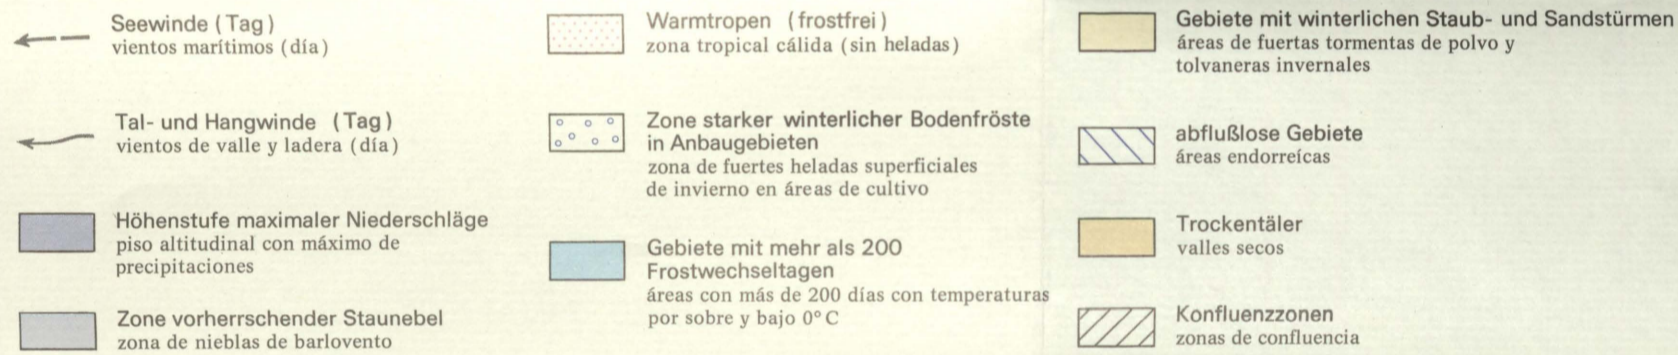 Seewinde (Tag)
vientos marítimos (día)
Tal- und Hangwinde (Tag)
vientos de valle y ladera (día)
Höhenstufe maximaler Niederschläge
piso altitudinal con máximo de
precipitaciones
Zone vorherrschender Staunebel
zona de nieblas de barlovento
Warmtropen (frostfrei)
zona tropical cálida (sin heladas)
Zone starker winterlicher Bodenfröste
in Anbaugebieten
zona de fuertes heladas superficiales
de invierno en áreas de cultivo
Gebiete mit mehr als 200
Frostwechseltagen
áreas con más de 200 días con temperaturas
por sobre y bajo 0° C
Gebiete mit winterlichen Staub- und Sandstürmen
áreas de fuertas tormentas de polvo y
tolvaneras invernales
abflußlose Gebiete
áreas endorreícas
Trockentäler
valles secos
Konfluenzzonen
zonas de confluencia